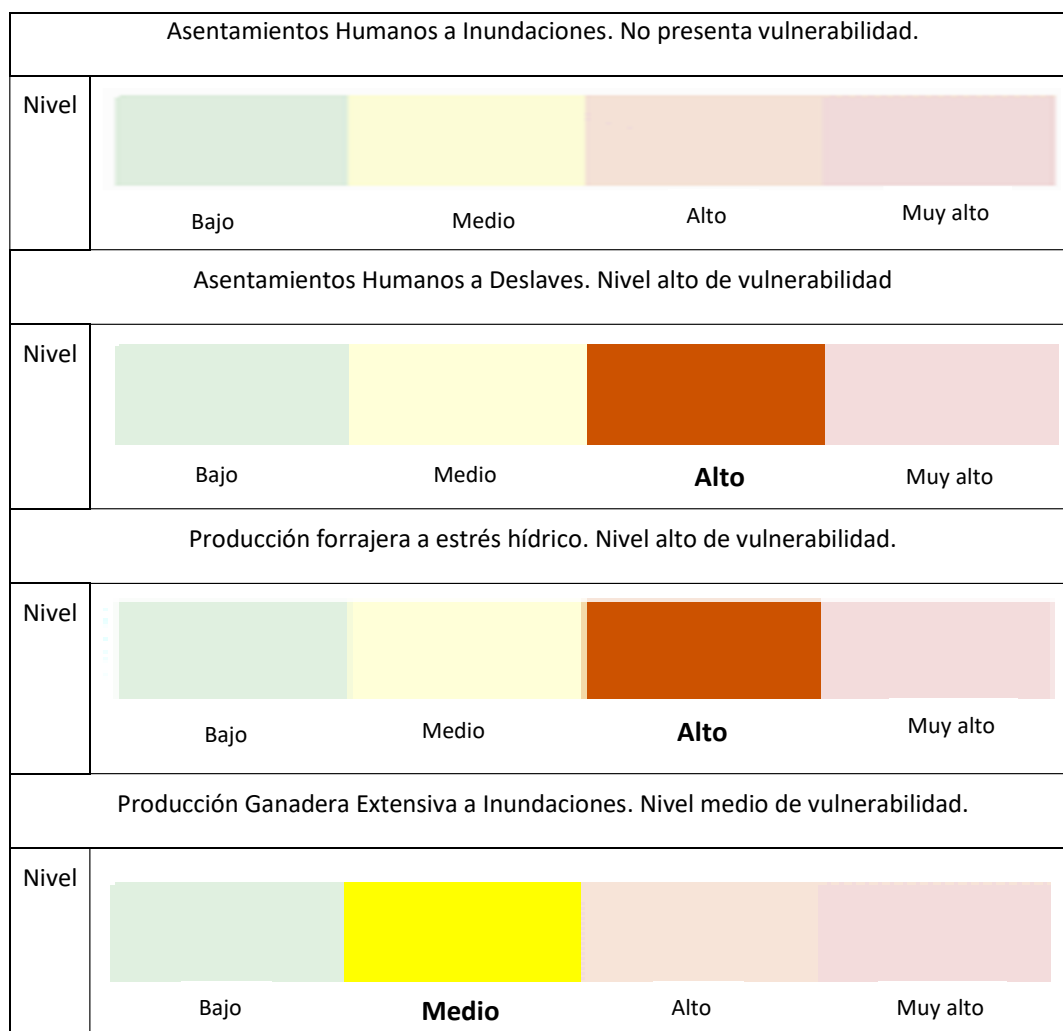 Asentamientos Humanos a Inundaciones. No presenta vulnerabilidad.
Nivel
Bajo Medio Alto Muy alto
Asentamientos Humanos a Deslaves. Nivel alto de vulnerabilidad
Nivel
Bajo Medio Alto Muy alto
Producción forrajera a estrés hídrico. Nivel alto de vulnerabilidad.
Nivel
Bajo Medio Alto Muy alto
Producción Ganadera Extensiva a Inundaciones. Nivel medio de vulnerabilidad.
Nivel
Bajo Medio Alto Muy alto